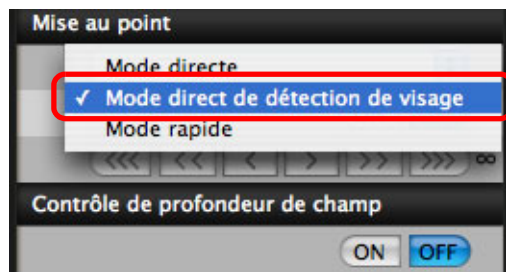 Mise au point
Mode directe
✓ Mode direct de détection de visage
Mode rapide
<<< << < > >> >>> ∞
Contrôle de profondeur de champ
ON OFF